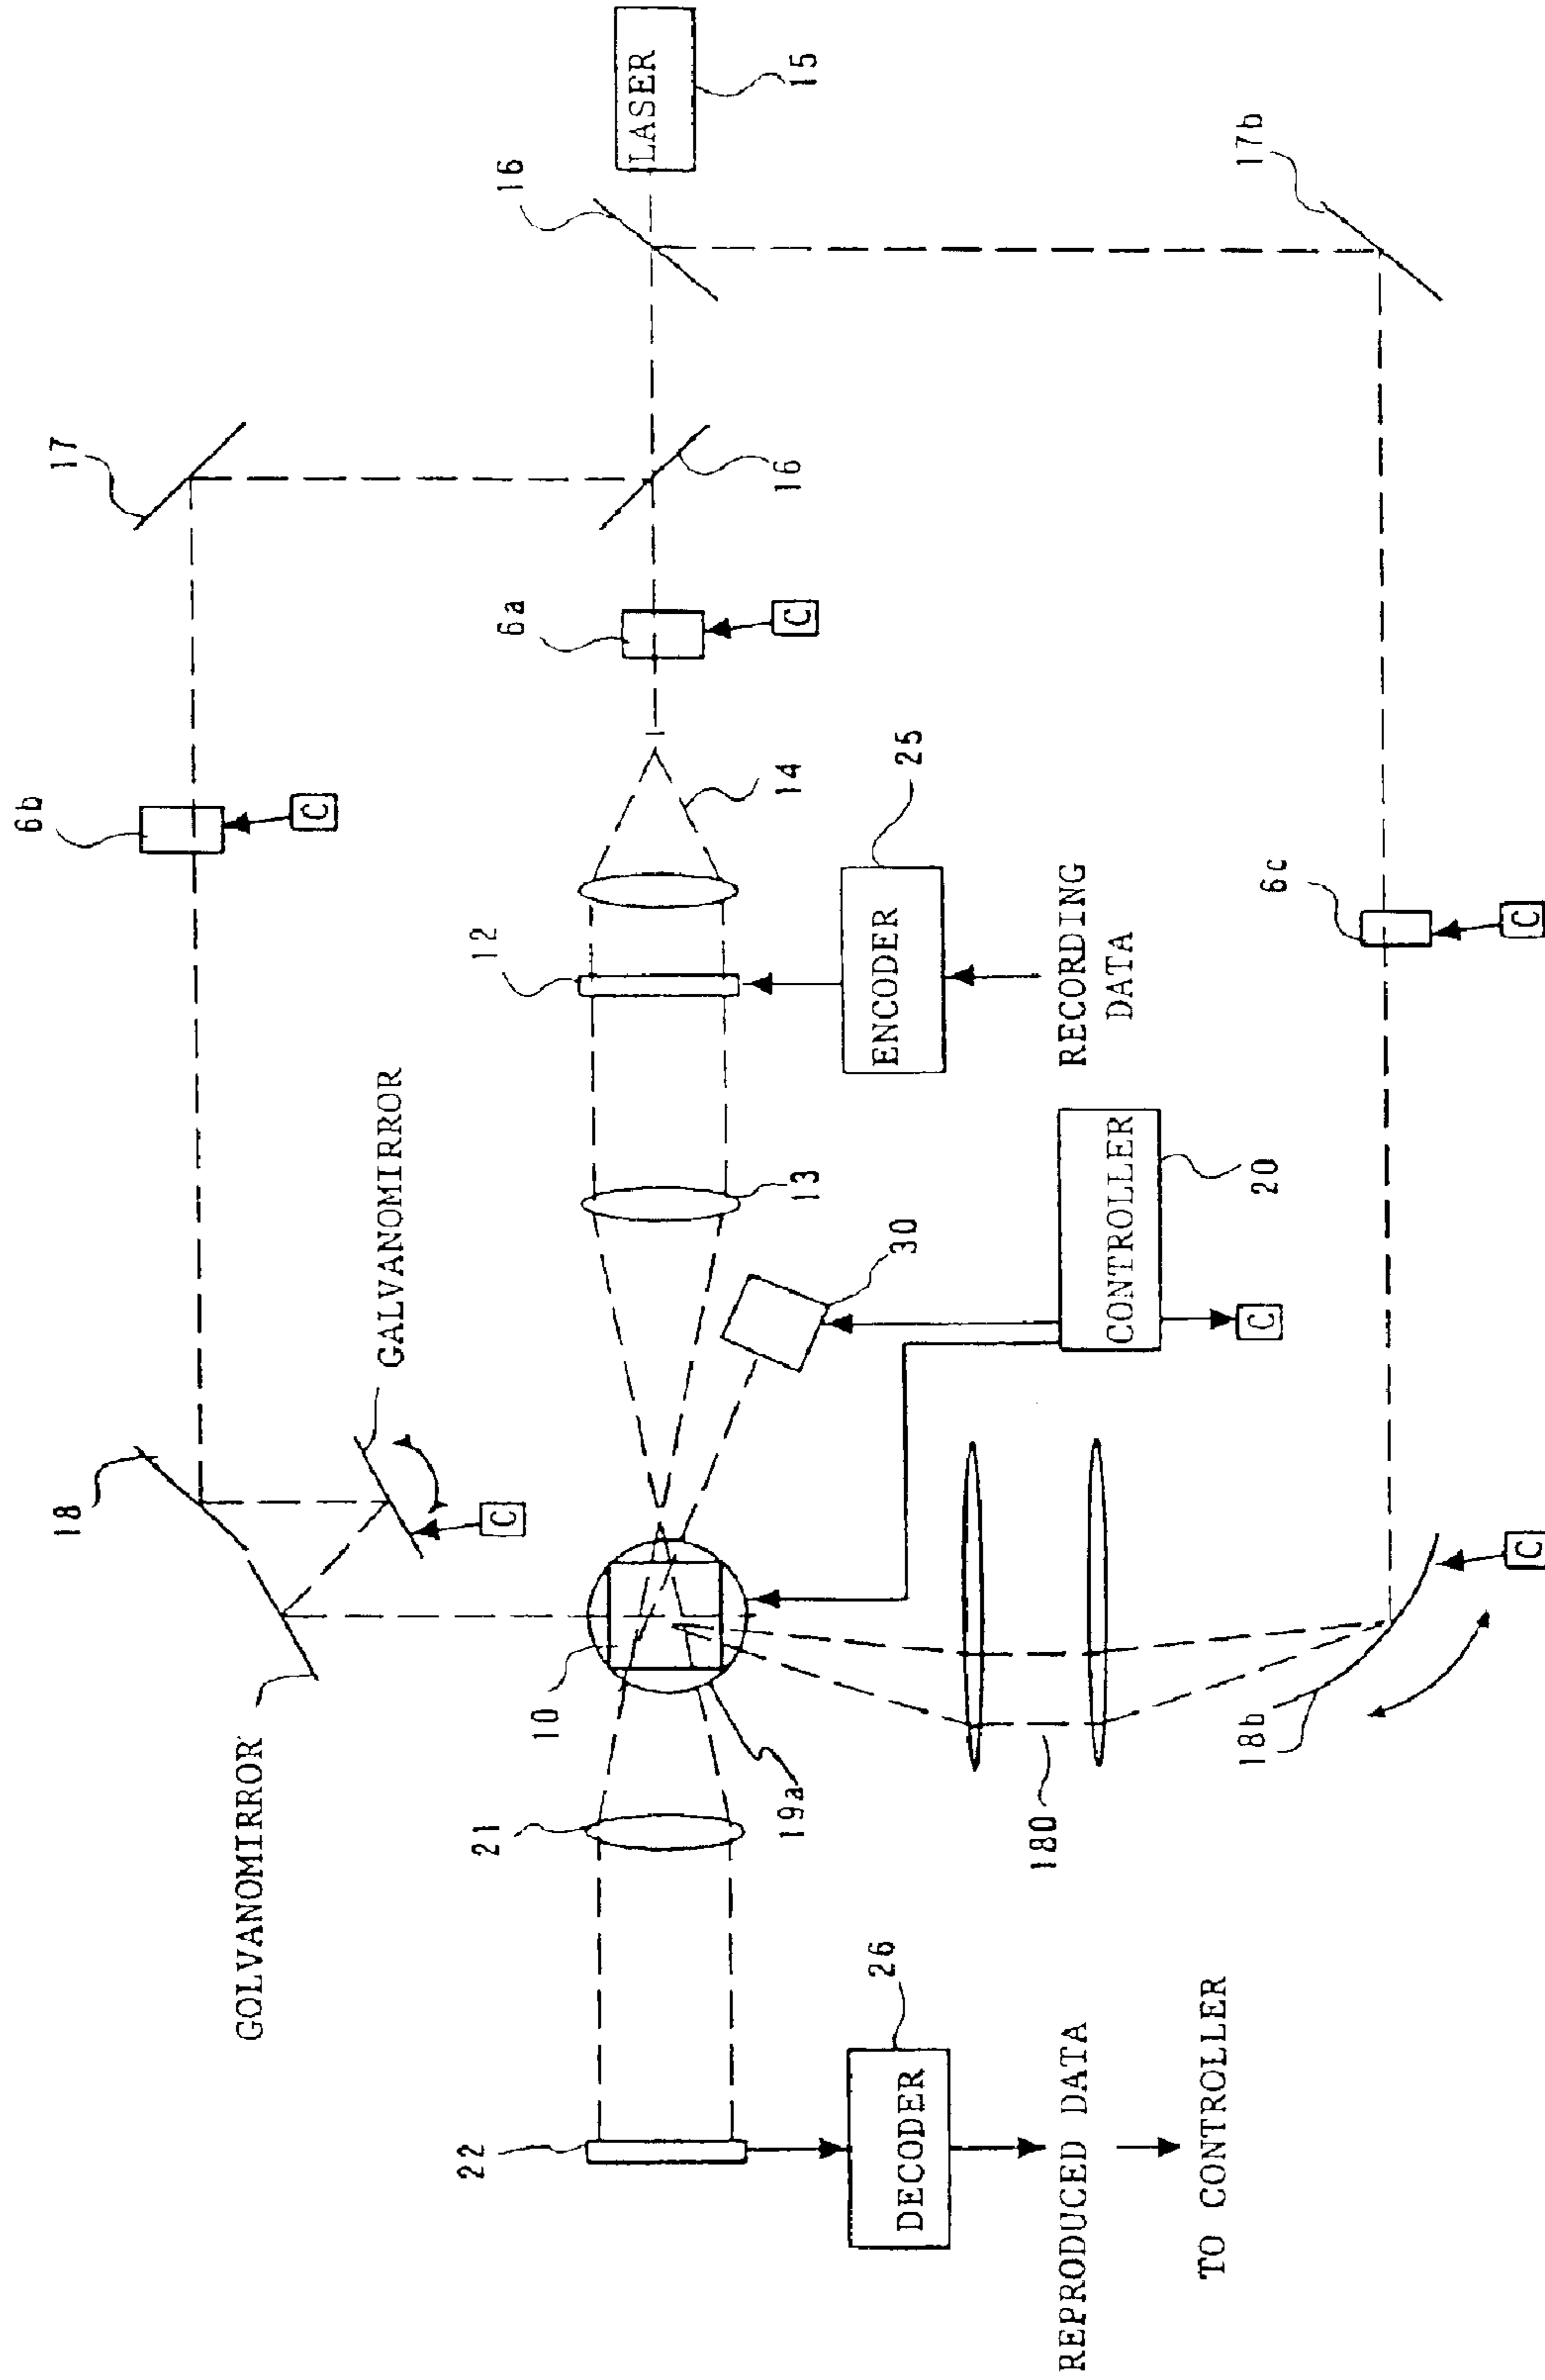 6b
17
18
C
GOLVANOMIRROR
GALVANOMIRROR
C
22
21
10
12
6a
16
LASER
19a
13
14
C
16
15
26
30
25
DECODER
ENCODER
REPRODUCED DATA
180
RECORDING
DATA
CONTROLLER
TO CONTROLLER
18b
C
20
6c
17b
C
C